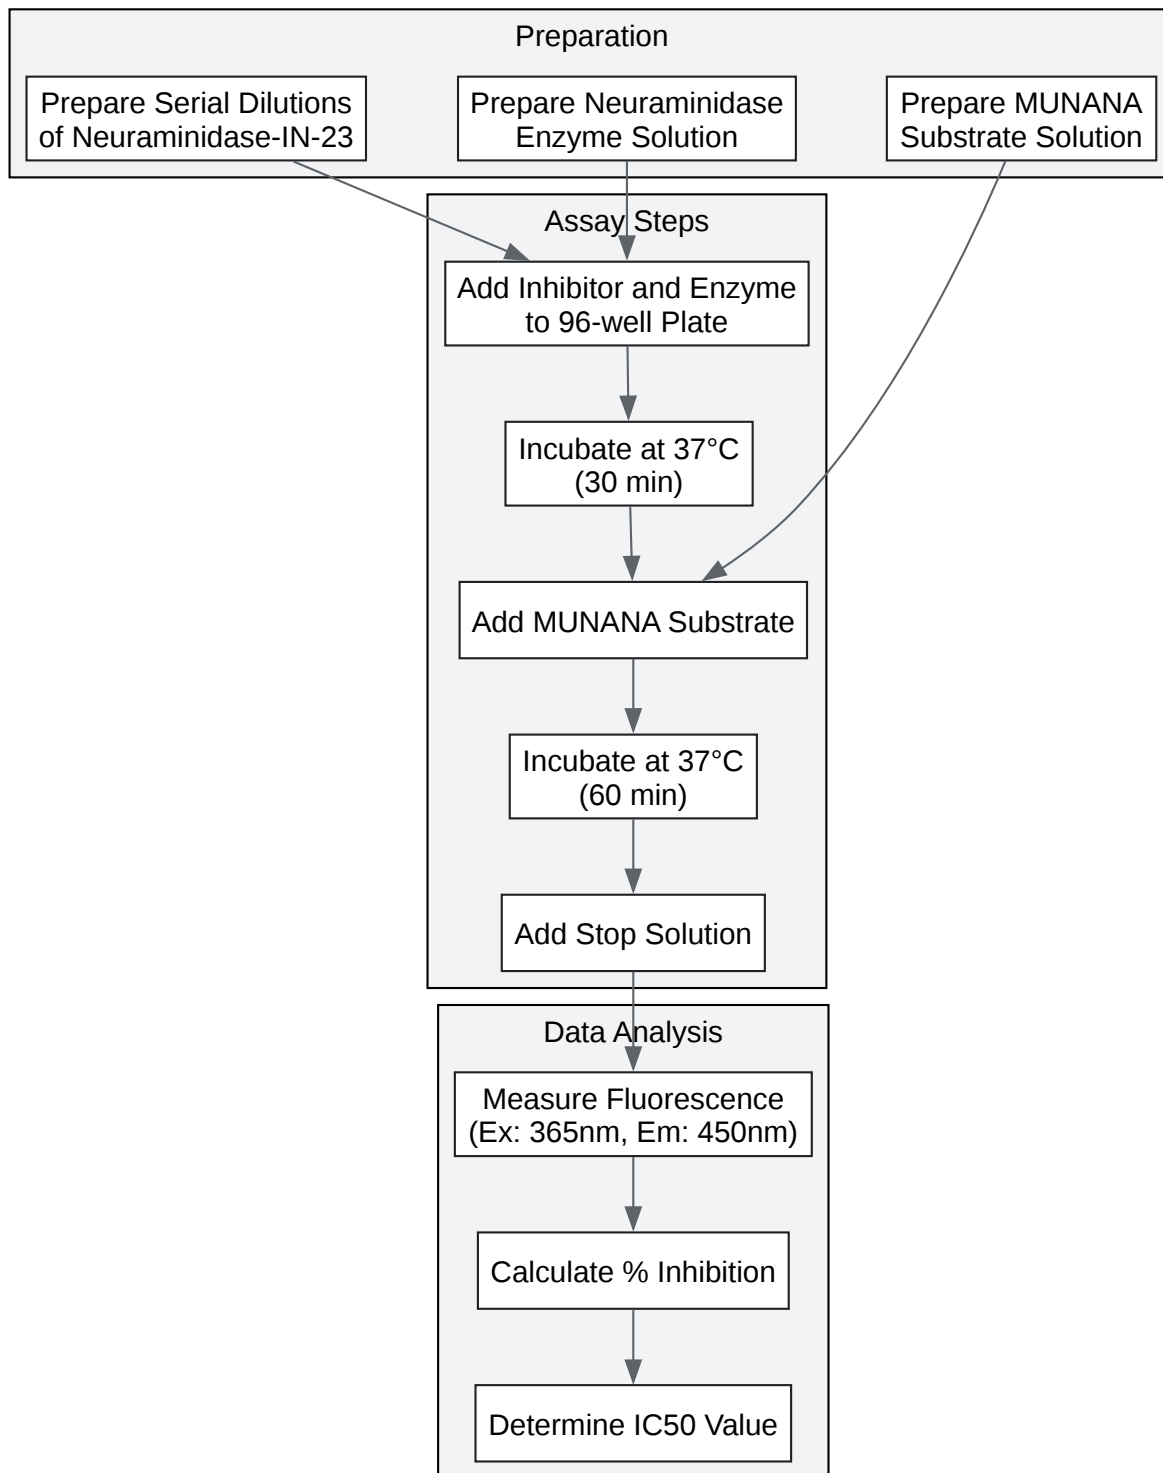 Preparation
Prepare Serial Dilutions
of Neuraminidase-IN-23
Prepare Neuraminidase
Enzyme Solution
Prepare MUNANA
Substrate Solution
Assay Steps
Add Inhibitor and Enzyme
to 96-well Plate
Incubate at 37°C
(30 min)
Add MUNANA Substrate
Incubate at 37°C
(60 min)
Add Stop Solution
Data Analysis
Measure Fluorescence
(Ex: 365nm, Em: 450nm)
Calculate % Inhibition
Determine IC50 Value